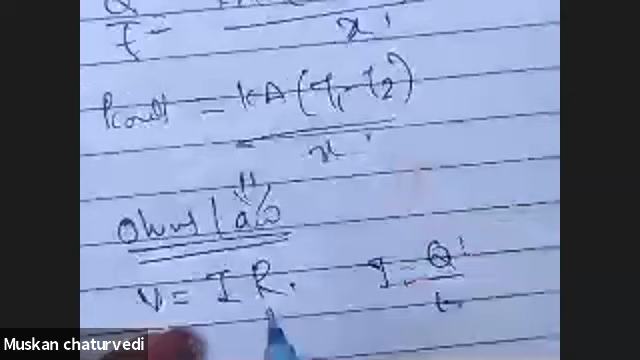 Q/t = 
x
Pcond = KA(T1-T2)/x
Ohm's law
V = IR. I = Q/t
Muskan chaturvedi